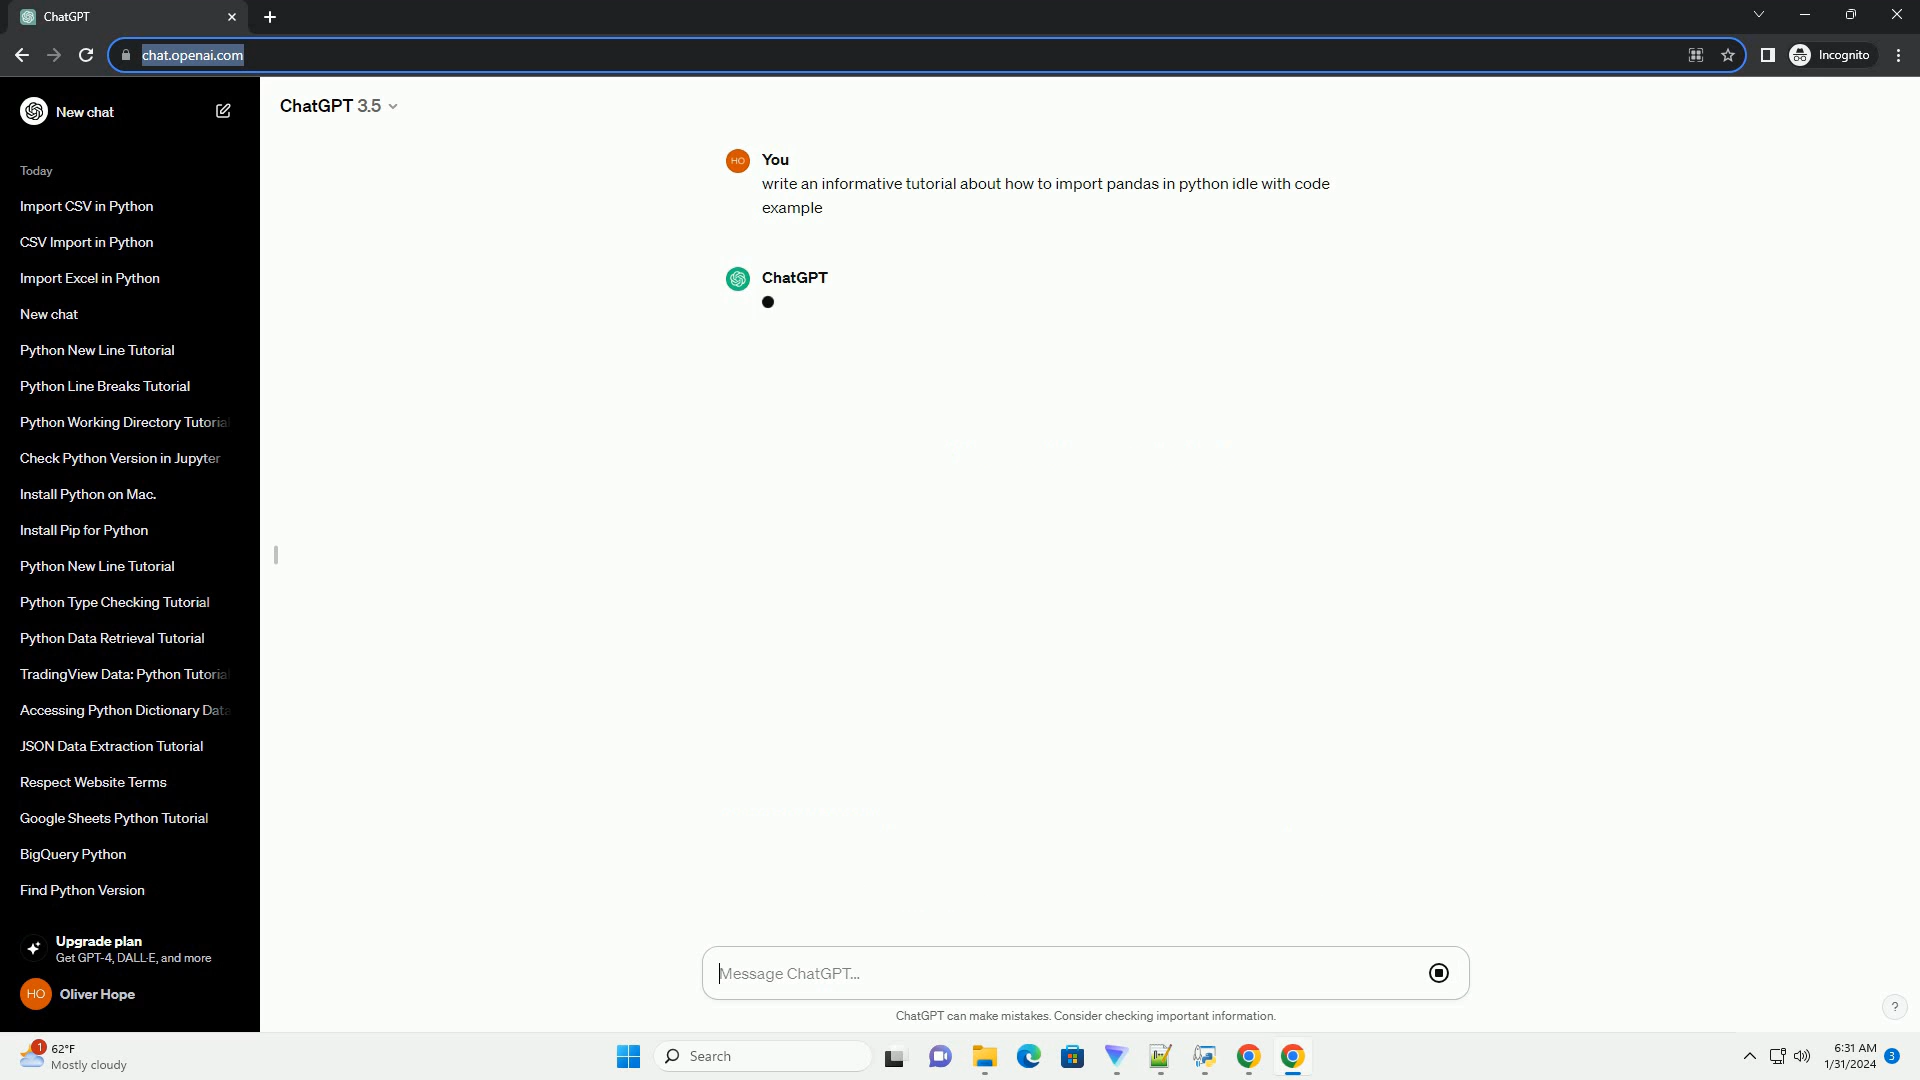 ChatGPT
chat.openai.com
Incognito
New chat
Today
Import CSV in Python
CSV Import in Python
Import Excel in Python
New chat
Python New Line Tutorial
Python Line Breaks Tutorial
Python Working Directory Tutorial
Check Python Version in Jupyter
Install Python on Mac.
Install Pip for Python
Python New Line Tutorial
Python Type Checking Tutorial
Python Data Retrieval Tutorial
TradingView Data: Python Tutorial
Accessing Python Dictionary Data
JSON Data Extraction Tutorial
Respect Website Terms
Google Sheets Python Tutorial
BigQuery Python
Find Python Version
Upgrade plan
Get GPT-4, DALL·E, and more
HO Oliver Hope
ChatGPT 3.5
HO You
write an informative tutorial about how to import pandas in python idle with code
example
ChatGPT
Message ChatGPT...
ChatGPT can make mistakes. Consider checking important information.
?
1
62°F
Mostly cloudy
Search
6:31 AM
1/31/2024
3